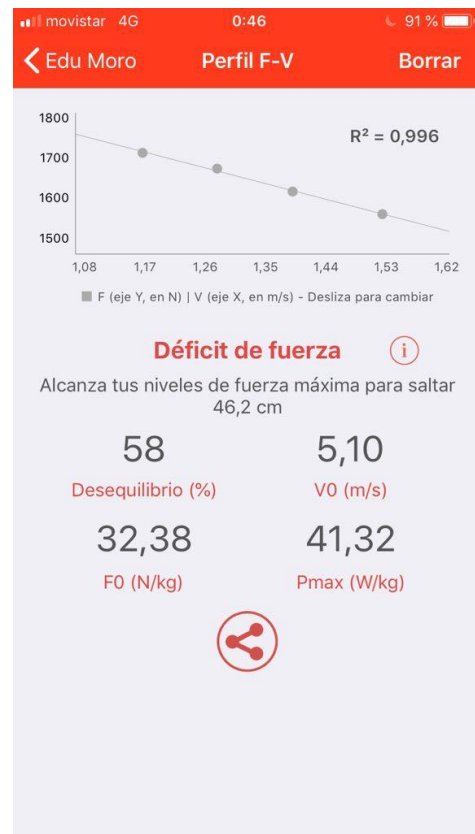 movistar 4G 0:46 91 %
Edu Moro Perfil F-V Borrar
1800
R² = 0,996
1700
1600
1500
1,08 1,17 1,26 1,35 1,44 1,53 1,62
F (eje Y, en N) | V (eje X, en m/s) - Desliza para cambiar
Déficit de fuerza i
Alcanza tus niveles de fuerza máxima para saltar
46,2 cm
58 5,10
Desequilibrio (%) V0 (m/s)
32,38 41,32
F0 (N/kg) Pmax (W/kg)